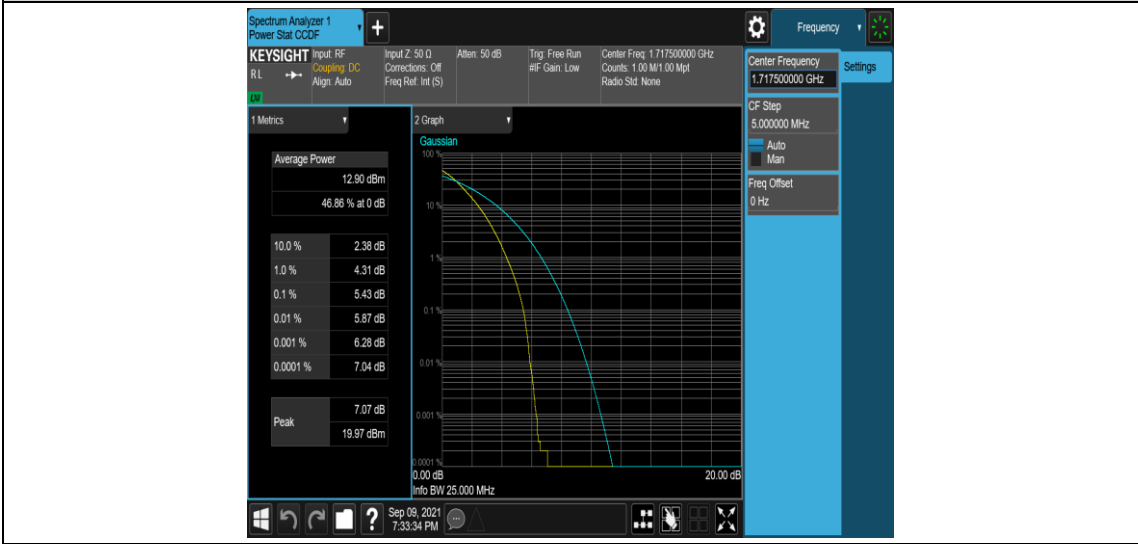 Spectrum Analyzer 1
Power Stat CCDF
+
Frequency
KEYSIGHT
RL
LXI
Input: RF
Coupling: DC
Align: Auto
Input Z: 50 Ω
Corrections: Off
Freq Ref: Int (S)
Atten: 50 dB
Trig: Free Run
#IF Gain: Low
Center Freq: 1.717500000 GHz
Counts: 1.00 M/1.00 Mpt
Radio Std: None
Center Frequency
1.717500000 GHz
Settings
CF Step
5.000000 MHz
Auto
Man
Freq Offset
0 Hz
1 Metrics
Average Power
12.90 dBm
46.86 % at 0 dB
10.0 % 2.38 dB
1.0 % 4.31 dB
0.1 % 5.43 dB
0.01 % 5.87 dB
0.001 % 6.28 dB
0.0001 % 7.04 dB
Peak
7.07 dB
19.97 dBm
2 Graph
Gaussian
100 %
10 %
1 %
0.1 %
0.01 %
0.001 %
0.0001 %
0.00 dB 20.00 dB
Info BW 25.000 MHz
?
Sep 09, 2021
7:33:34 PM